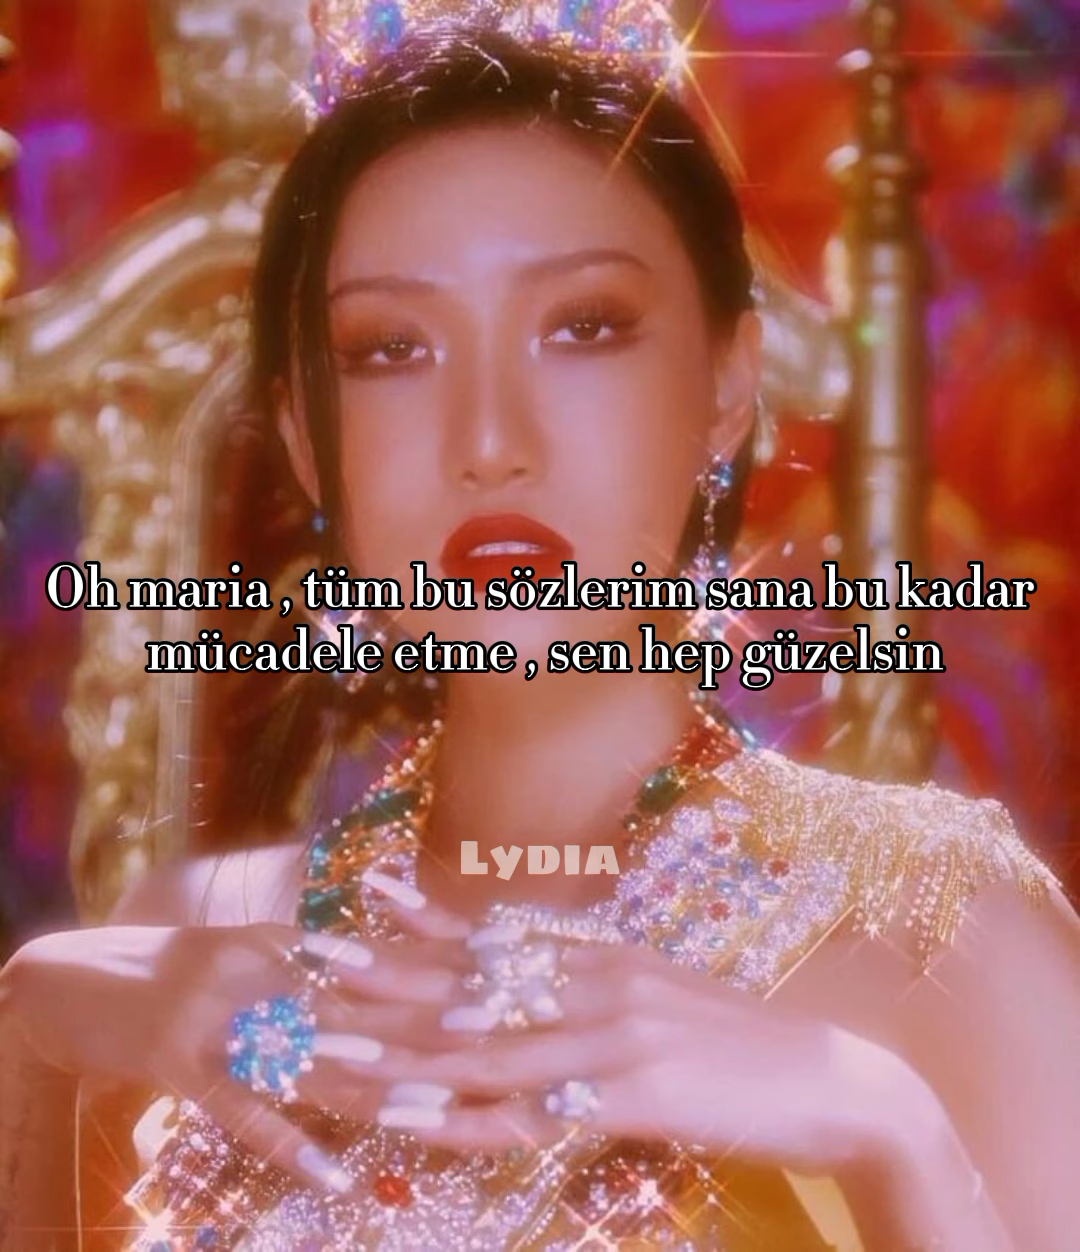 Oh maria , tüm bu sözlerim sana bu kadar
mücadele etme , sen hep güzelsin
Lydia